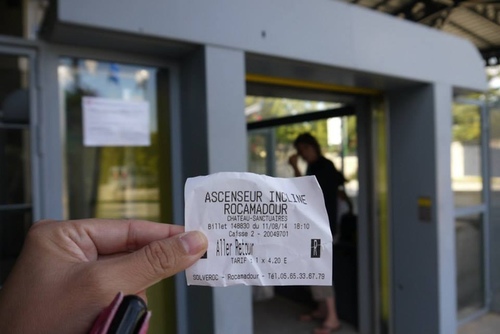 ASCENSEUR INCLINE
ROCAMADOUR
CHATEAU-SANCTUAIRES
Billet 148830 du 11/08/14 18:10
Caisse 2 - 20049701
Aller Retour
TARIF : 1 x 4.20 E
SOLVEROC - Rocamadour - Tél.05.65.33.67.79